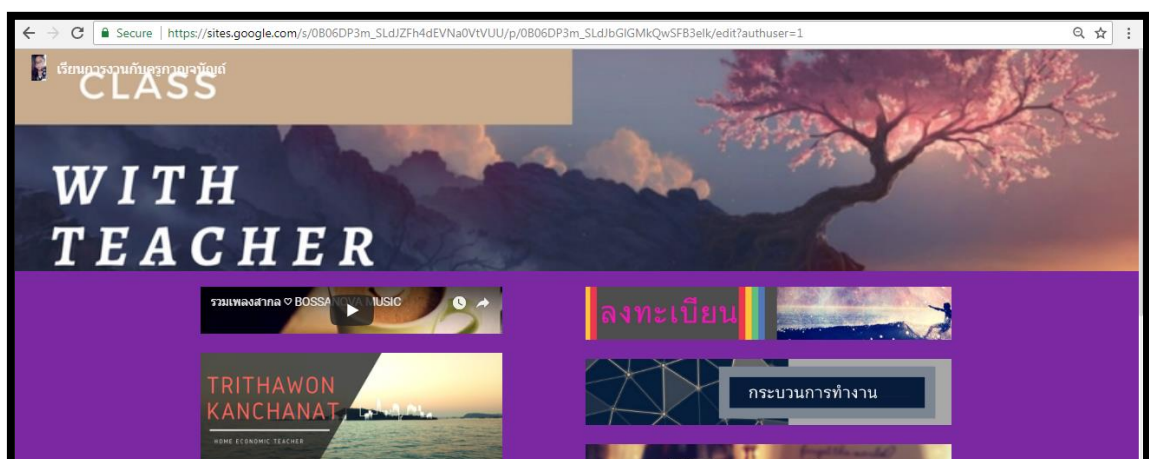 Secure
https://sites.google.com/s/0B06DP3m_SLdJZFh4dEVNa0VtVUU/p/0B06DP3m_SLdJbGlGMkQwSFB3elk/edit?authuser=1
เรียนการงานกับครูกาญจนัญถ์
CLASS
WITH
TEACHER
รวมเพลงสากล ♡ BOSSANOVA MUSIC
TRITHAWON
KANCHANAT
HOME ECONOMIC TEACHER
ลงทะเบียน
กระบวนการทำงาน